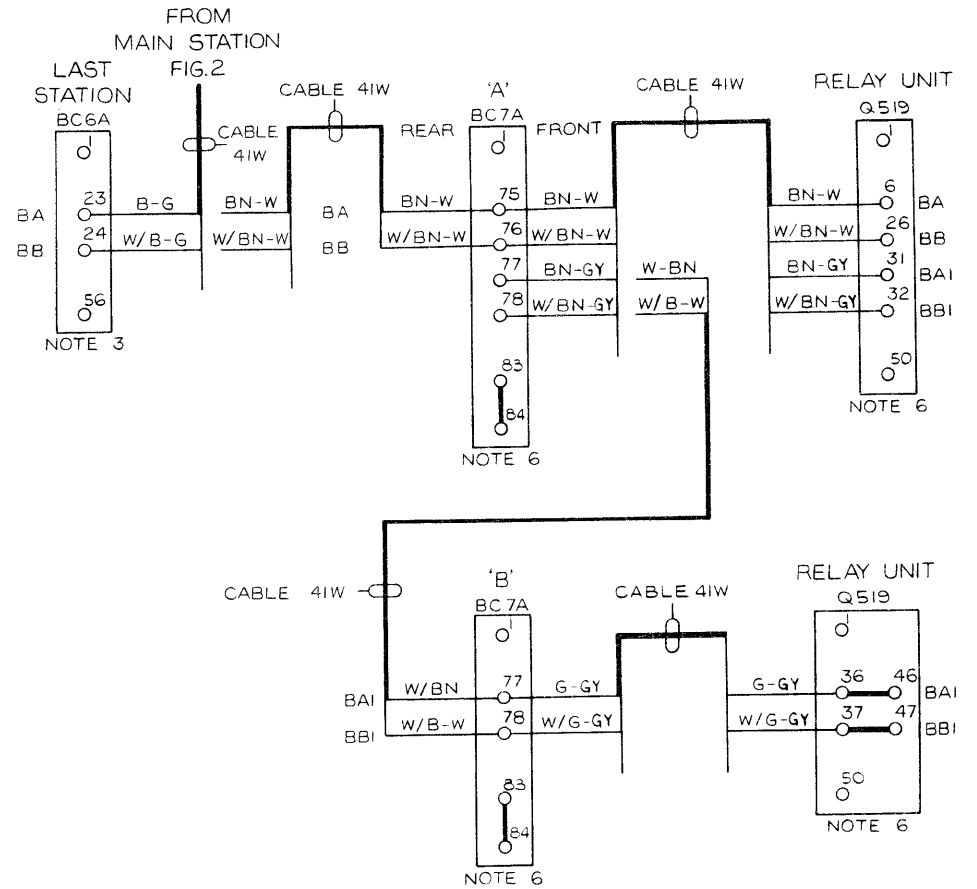 FROM
MAIN STATION
FIG.2
LAST
STATION
BC6A
1
CABLE
41W
23
BA
B-G
24
BB
W/B-G
56
NOTE 3
CABLE 41W
BN-W
BA
BN-W
W/BN-W
BB
W/BN-W
REAR
'A'
BC7A
FRONT
1
75
BN-W
76
W/BN-W
77
BN-GY
78
W/BN-GY
83
84
NOTE 6
CABLE 41W
W-BN
W/B-W
RELAY UNIT
Q519
1
BN-W
6
BA
W/BN-W
26
BB
BN-GY
31
BA1
W/BN-GY
32
BB1
50
NOTE 6
CABLE 41W
'B'
BC7A
1
BA1
W/BN
77
G-GY
BB1
W/B-W
78
W/G-GY
83
84
NOTE 6
CABLE 41W
RELAY UNIT
Q519
1
G-GY
36
46
BA1
W/G-GY
37
47
BB1
50
NOTE 6